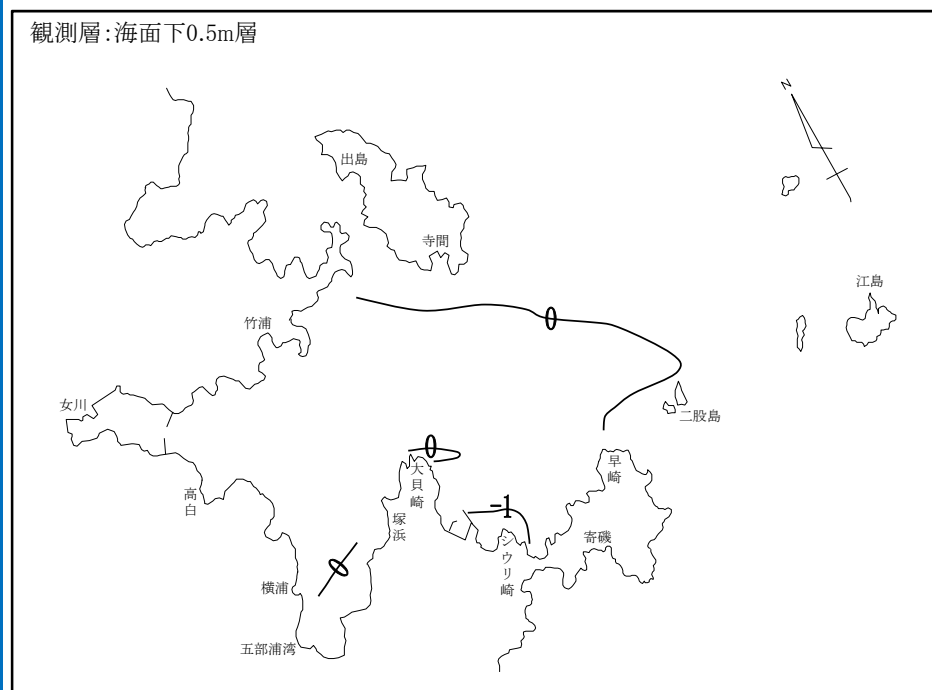 観測層:海面下0.5m層
N
出島
寺間
江島
竹浦
0
女川
二股島
0
大貝崎
早崎
高白
塚浜
-1
シウリ崎
寄磯
0
横浦
五部浦湾